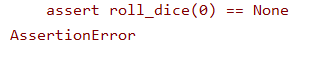 assert roll_dice(0) == None
AssertionError